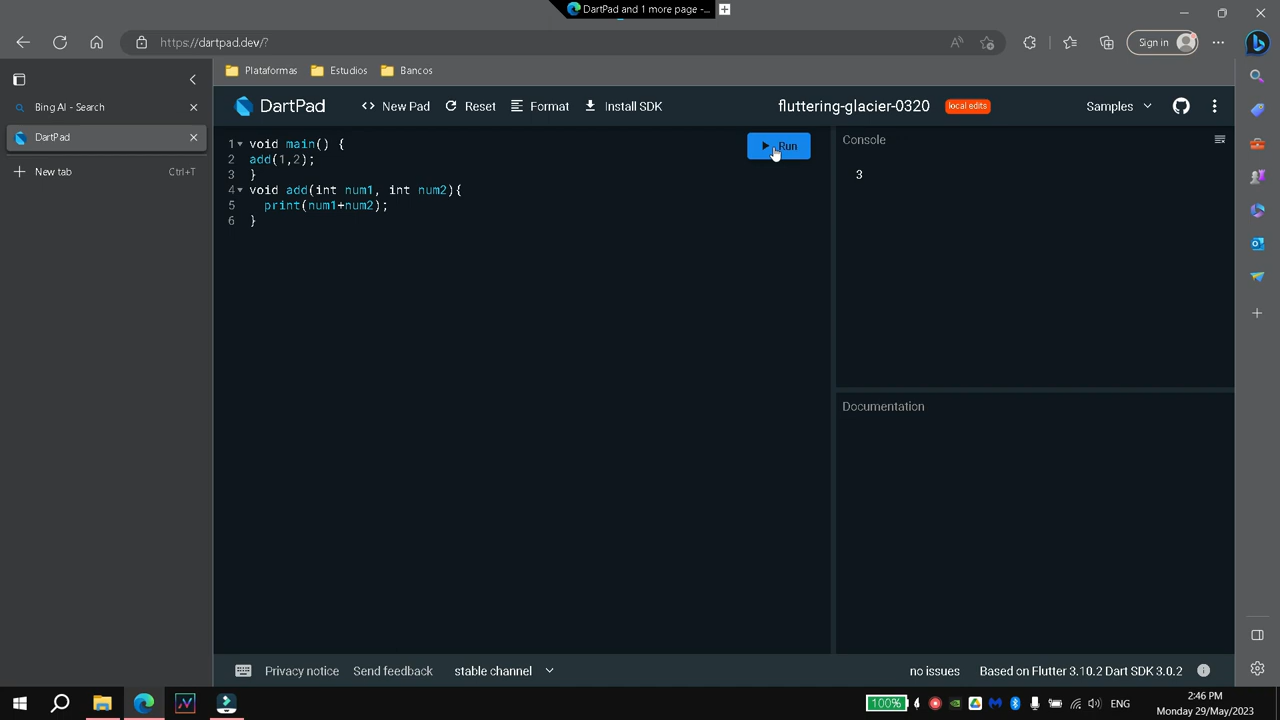 DartPad and 1 more page -...
https://dartpad.dev/?
Sign in
Plataformas Estudios Bancos
Bing AI - Search
DartPad
New tab Ctrl+T
DartPad <> New Pad Reset Format Install SDK fluttering-glacier-0320 local edits Samples
1 void main() {
2 add(1,2);
3 }
4 void add(int num1, int num2){
5 print(num1+num2);
6 }
Run
Console
3
Documentation
Privacy notice Send feedback stable channel no issues Based on Flutter 3.10.2 Dart SDK 3.0.2
100% ENG
2:46 PM
Monday 29/May/2023